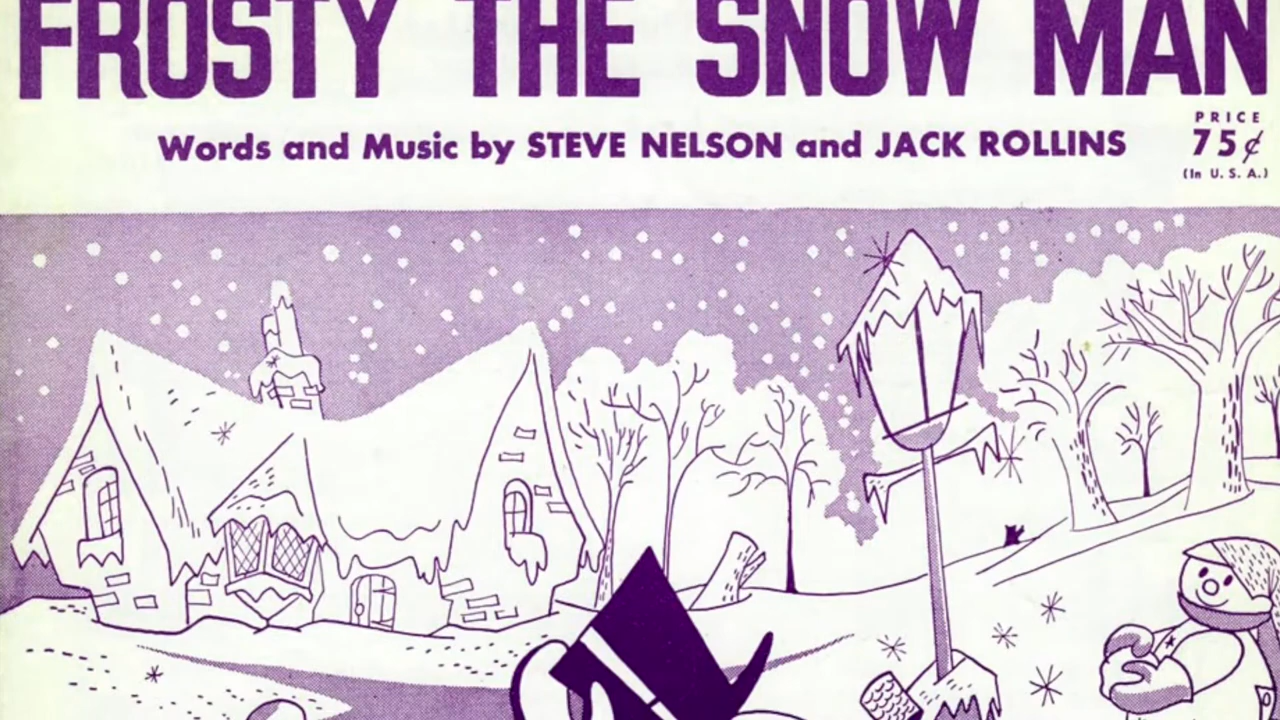 FROSTY THE SNOW MAN
Words and Music by STEVE NELSON and JACK ROLLINS
PRICE
75¢
(In U. S. A.)